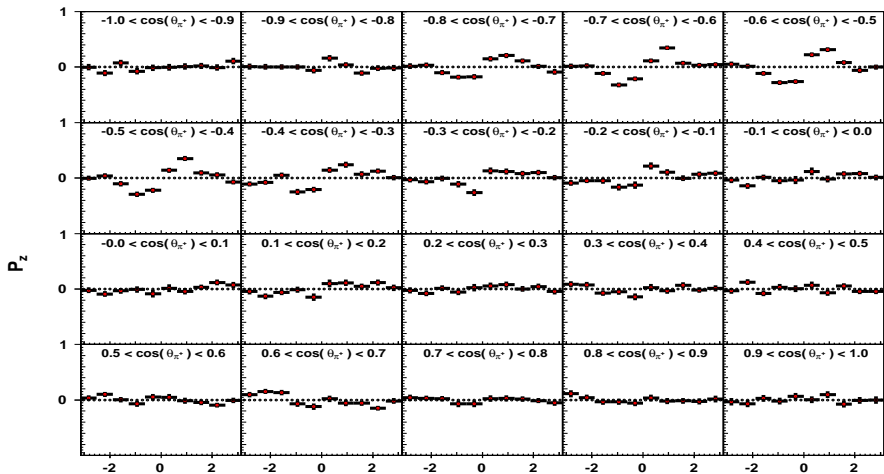 1
-1.0 < cos(θπ+) < -0.9
-0.9 < cos(θπ+) < -0.8
-0.8 < cos(θπ+) < -0.7
-0.7 < cos(θπ+) < -0.6
-0.6 < cos(θπ+) < -0.5
0
1
-0.5 < cos(θπ+) < -0.4
-0.4 < cos(θπ+) < -0.3
-0.3 < cos(θπ+) < -0.2
-0.2 < cos(θπ+) < -0.1
-0.1 < cos(θπ+) < 0.0
0
1
-0.0 < cos(θπ+) < 0.1
0.1 < cos(θπ+) < 0.2
0.2 < cos(θπ+) < 0.3
0.3 < cos(θπ+) < 0.4
0.4 < cos(θπ+) < 0.5
Pz
0
1
0.5 < cos(θπ+) < 0.6
0.6 < cos(θπ+) < 0.7
0.7 < cos(θπ+) < 0.8
0.8 < cos(θπ+) < 0.9
0.9 < cos(θπ+) < 1.0
0
-2 0 2
-2 0 2
-2 0 2
-2 0 2
-2 0 2